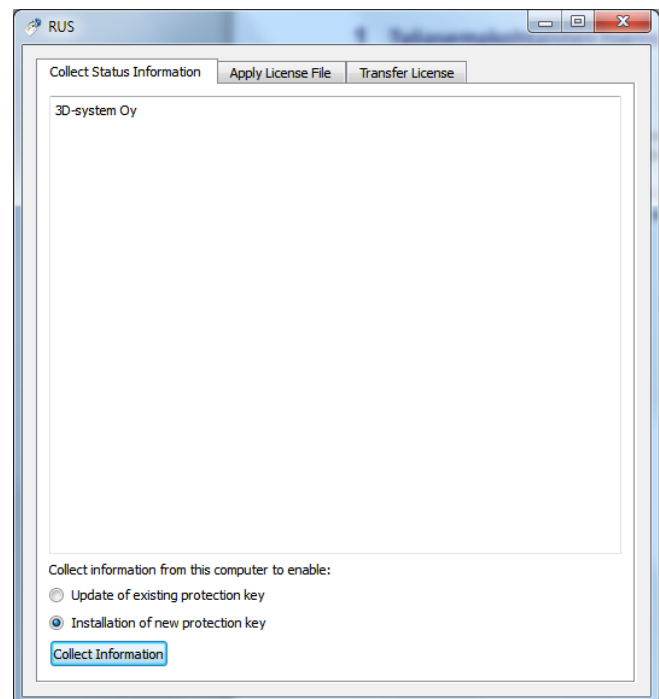 RUS
Collect Status Information
Apply License File
Transfer License
3D-system Oy
Collect information from this computer to enable:
Update of existing protection key
Installation of new protection key
Collect Information